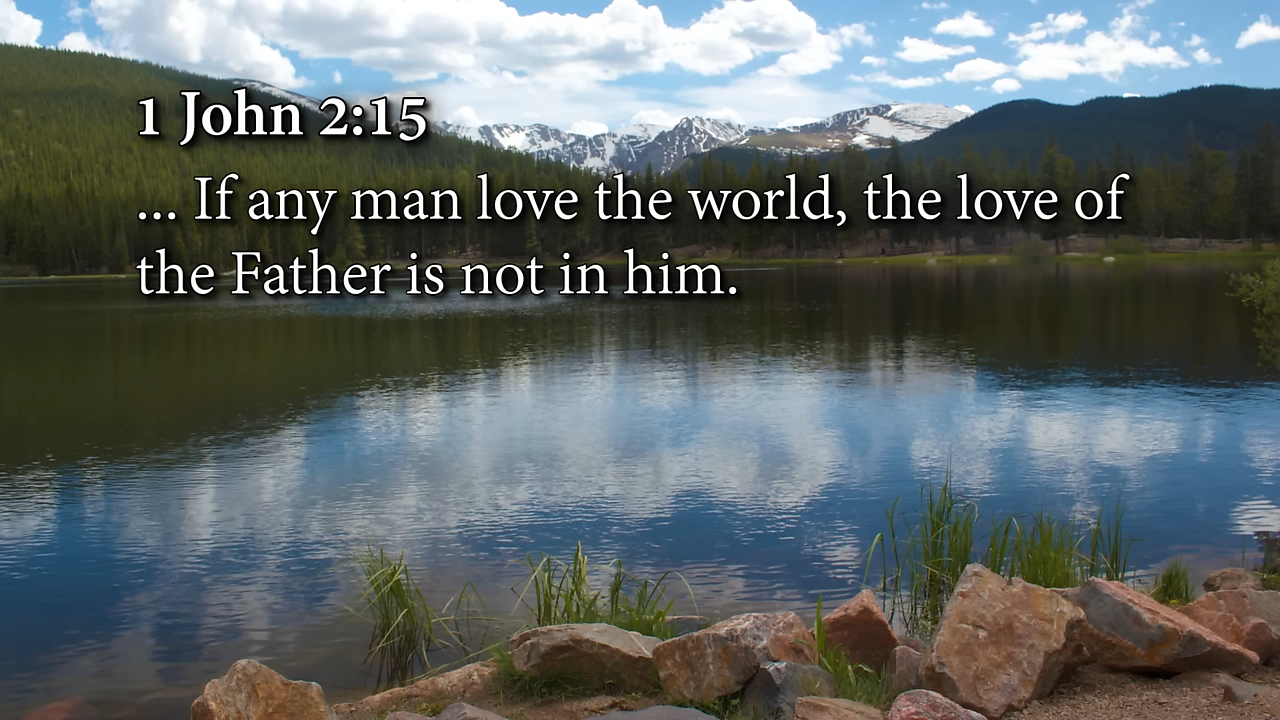 1 John 2:15
... If any man love the world, the love of
the Father is not in him.